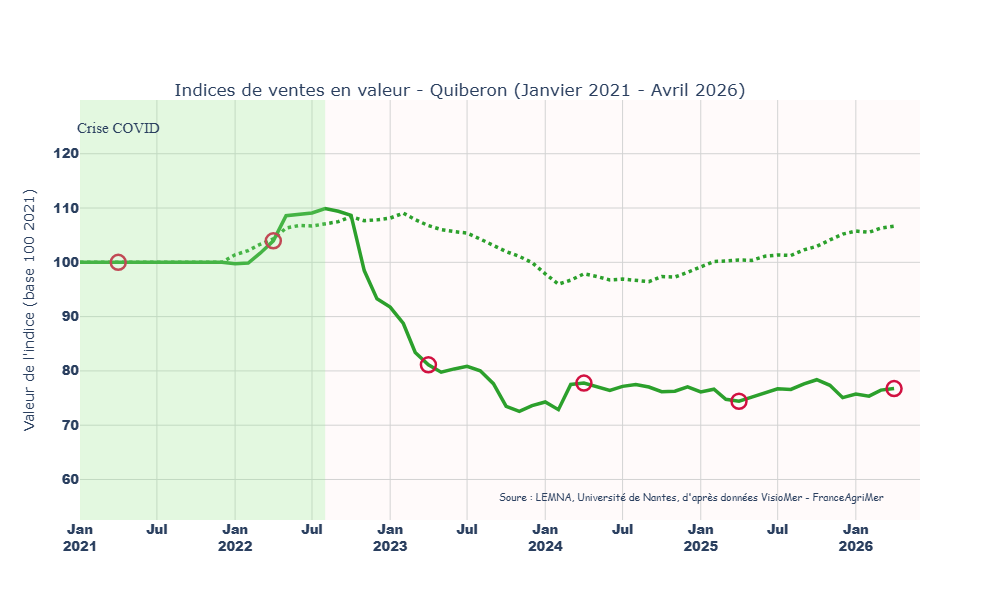 Indices de ventes en valeur - Quiberon (Janvier 2021 - Avril 2026)
Crise COVID
Valeur de l'indice (base 100 2021)
120
110
100
90
80
70
60
Soure : LEMNA, Université de Nantes, d'après données VisioMer - FranceAgriMer
Jan Jul Jan Jul Jan Jul Jan Jul Jan Jul Jan
2021 2022 2023 2024 2025 2026